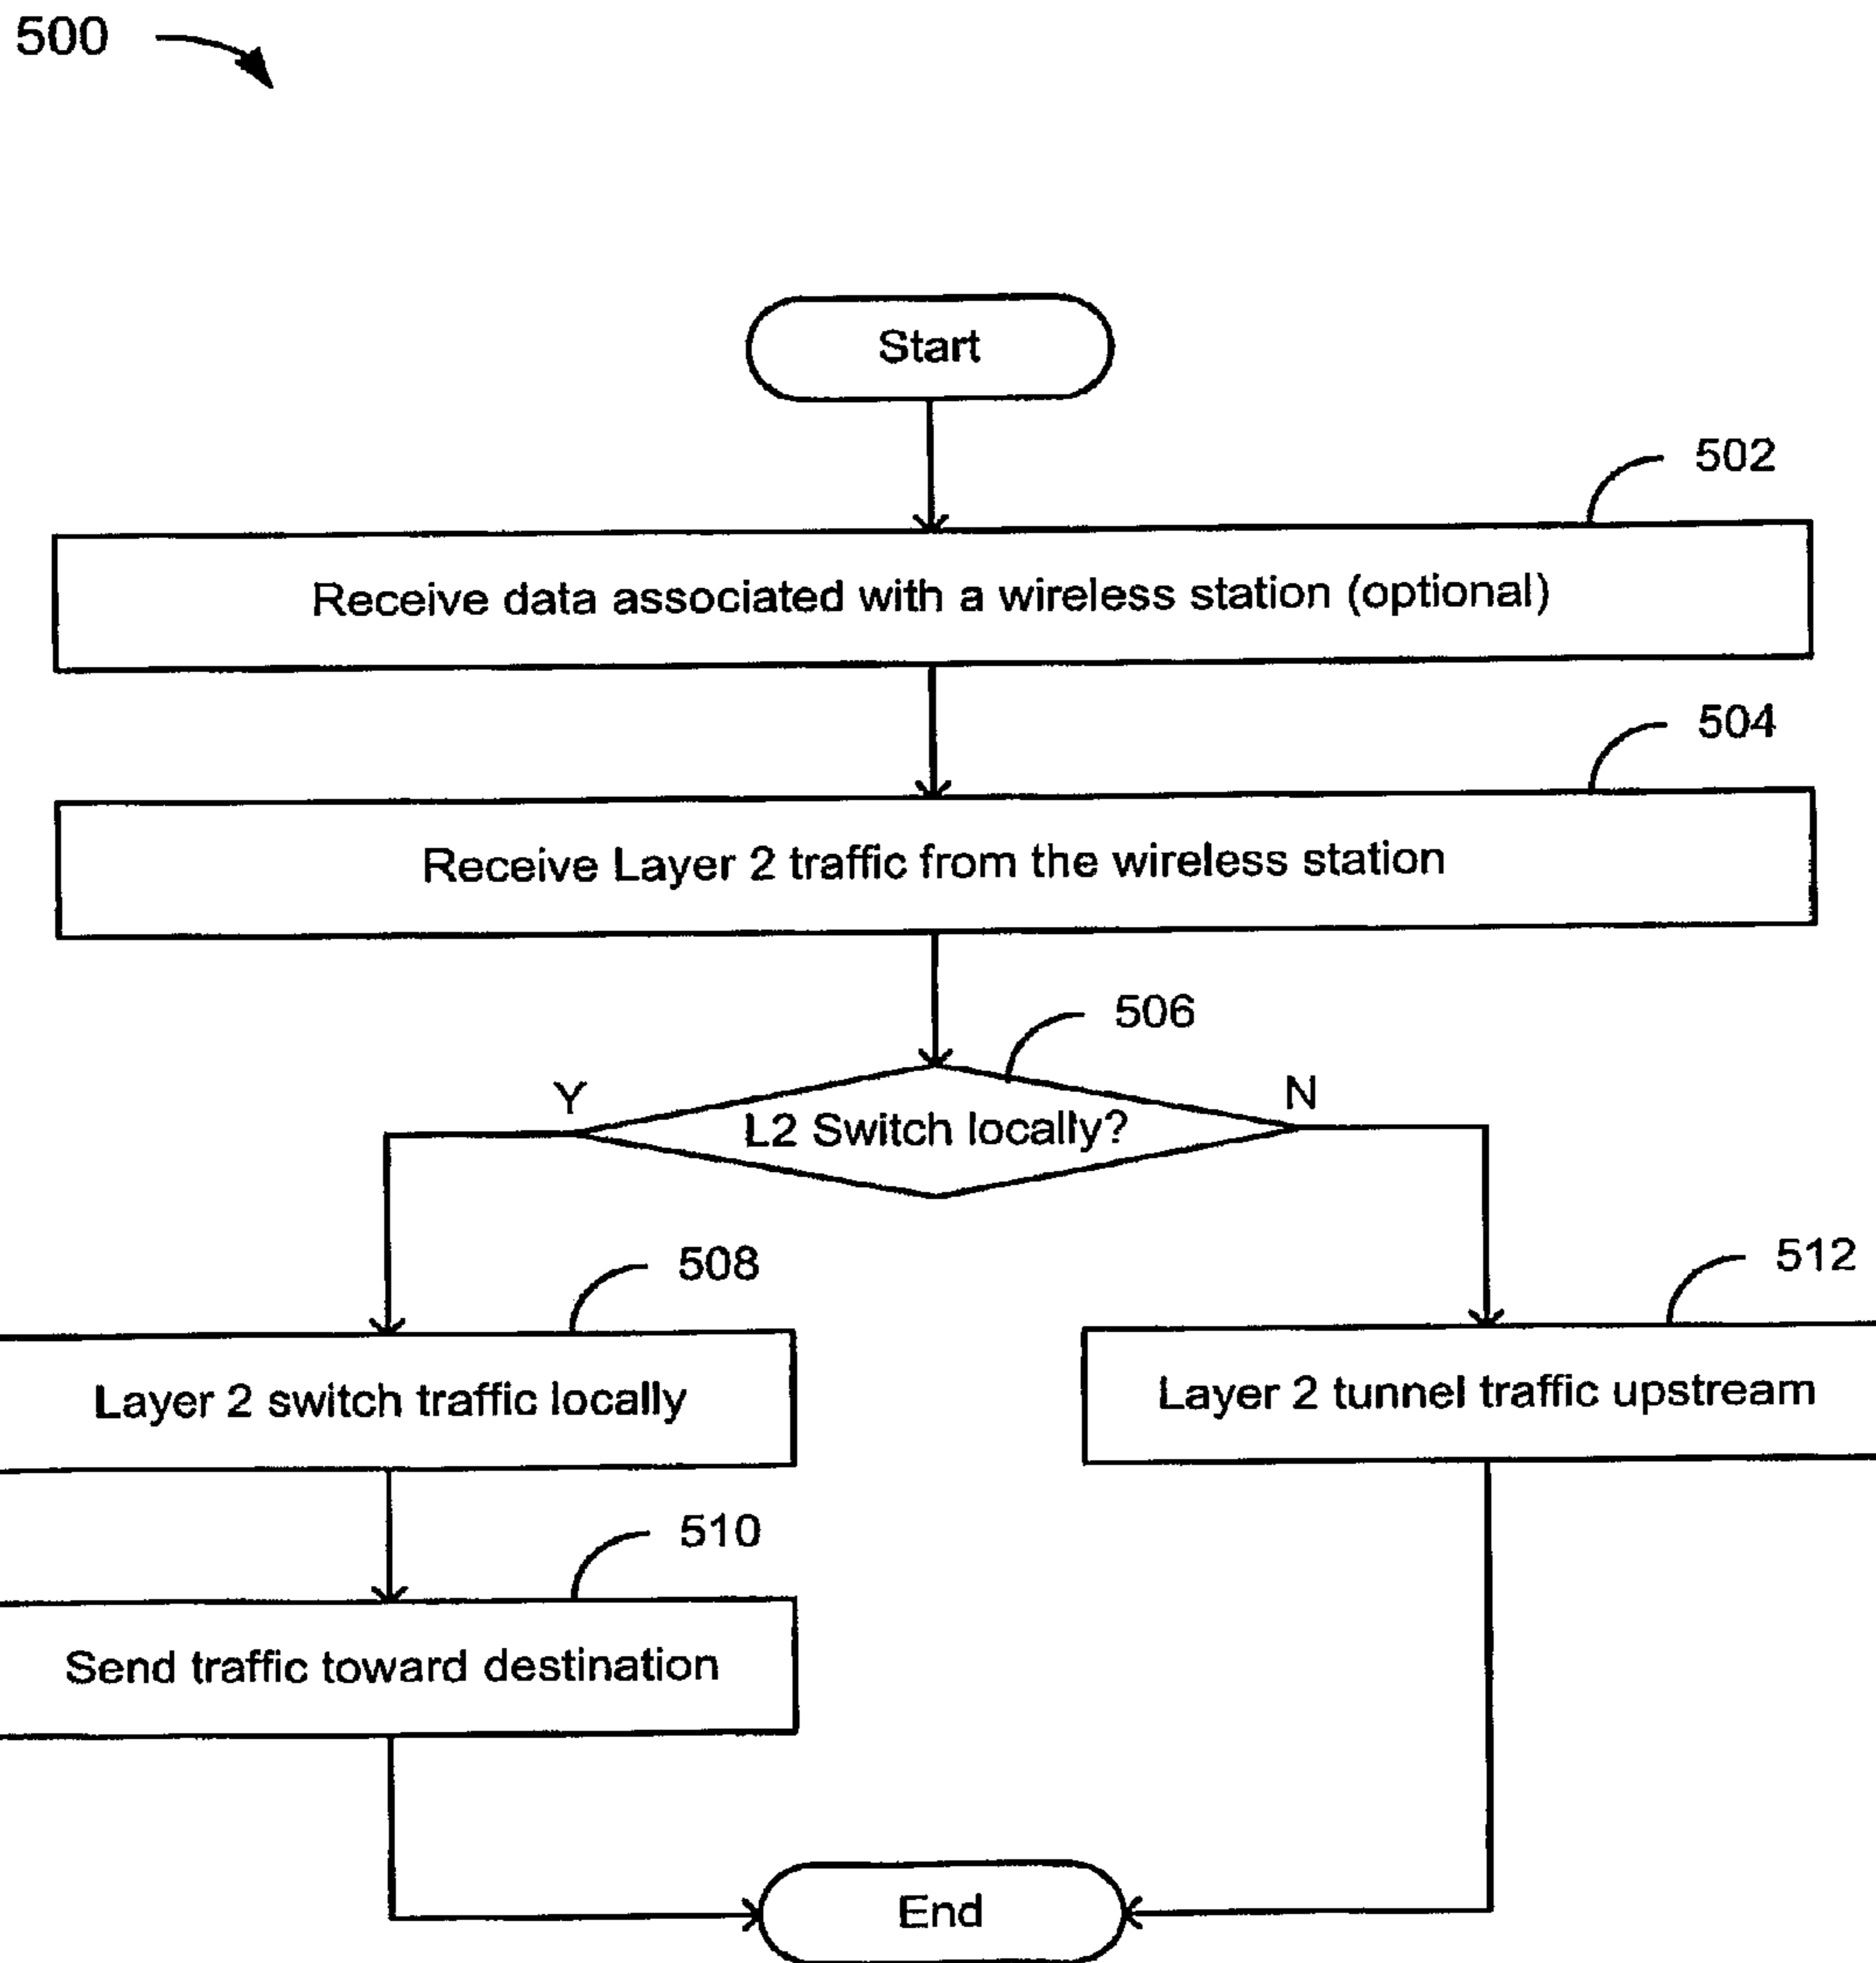 500
Start
502
Receive data associated with a wireless station (optional)
504
Receive Layer 2 traffic from the wireless station
506
Y
N
L2 Switch locally?
508
512
Layer 2 switch traffic locally
Layer 2 tunnel traffic upstream
510
Send traffic toward destination
End